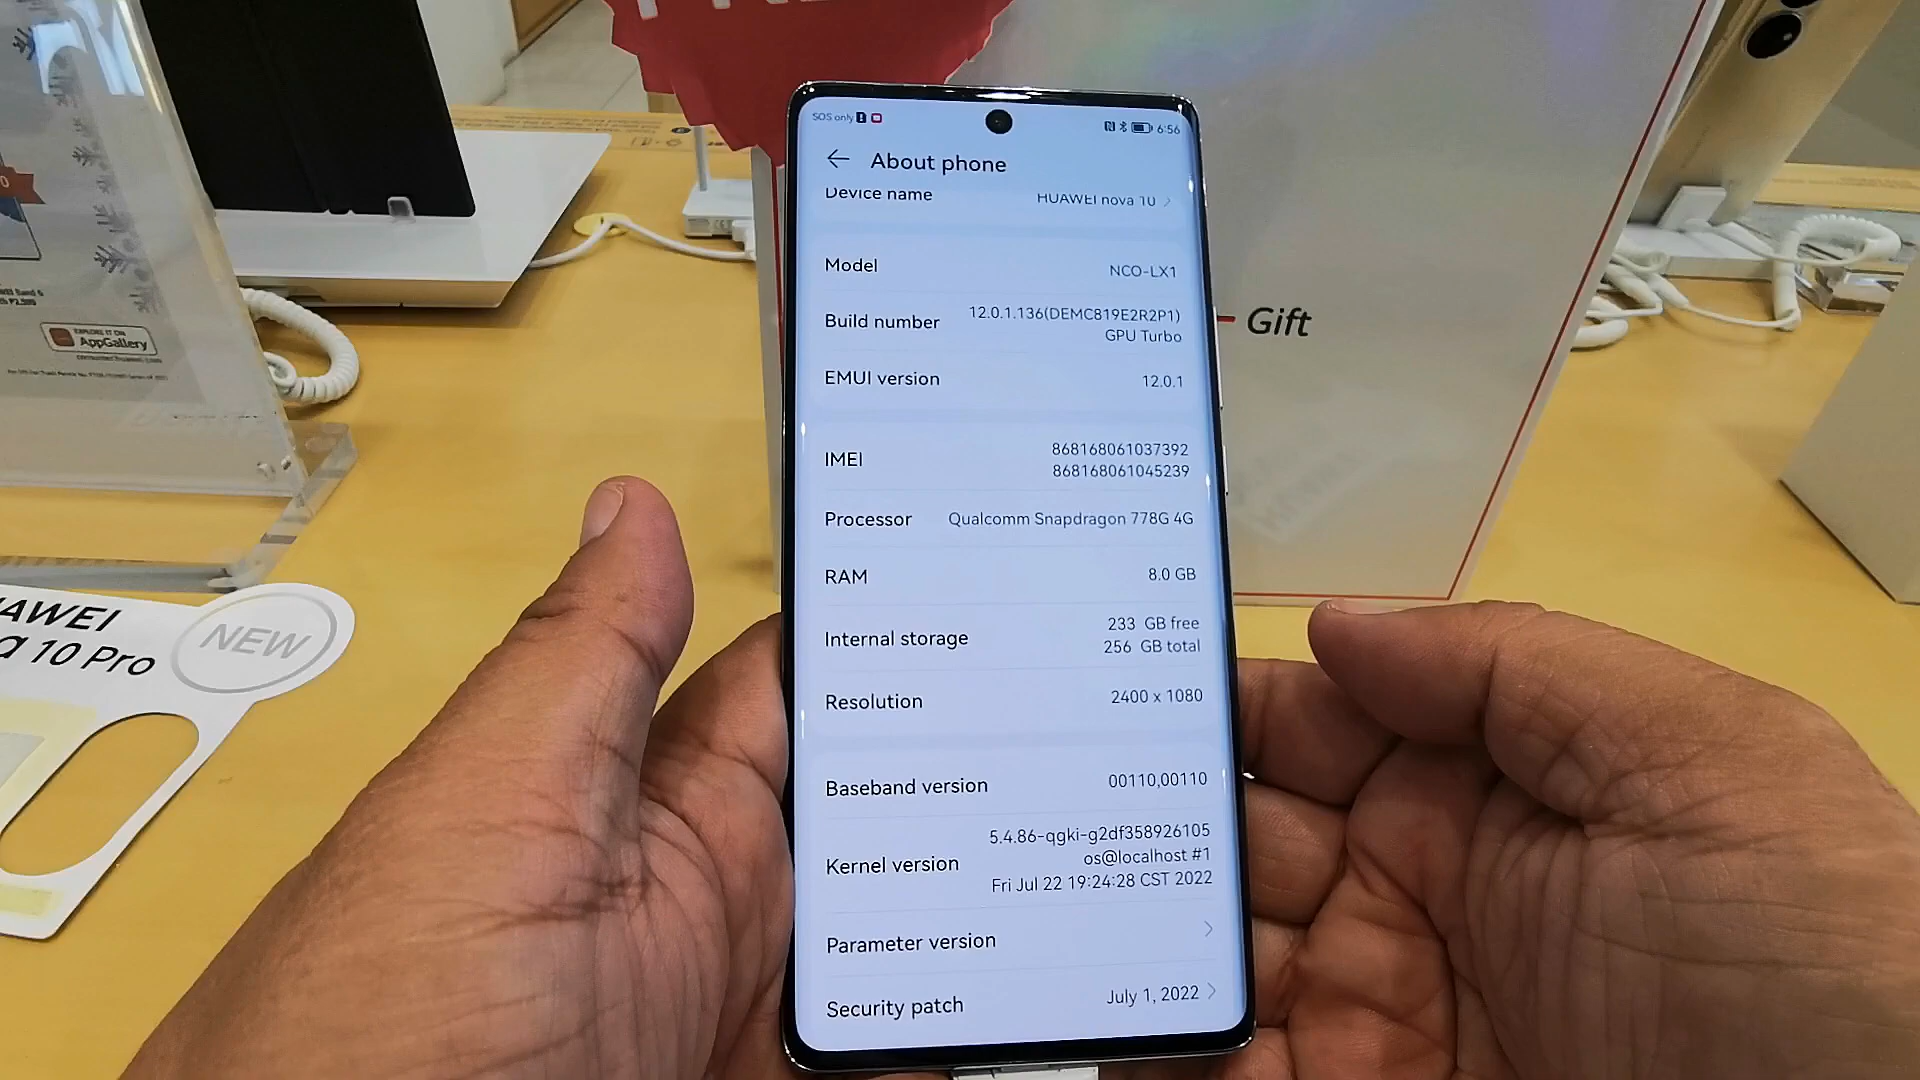 SOS only
6:56
About phone
Device name HUAWEI nova 10
Model NCO-LX1
Build number 12.0.1.136(DEMC819E2R2P1)
GPU Turbo
EMUI version 12.0.1
IMEI 868168061037392
868168061045239
Processor Qualcomm Snapdragon 778G 4G
RAM 8.0 GB
Internal storage 233 GB free
256 GB total
Resolution 2400 x 1080
Baseband version 00110,00110
Kernel version 5.4.86-qgki-g2df358926105
os@localhost #1
Fri Jul 22 19:24:28 CST 2022
Parameter version
Security patch July 1, 2022
Gift
EXPLORE IT ON
AppGallery
AWEI
a 10 Pro
NEW